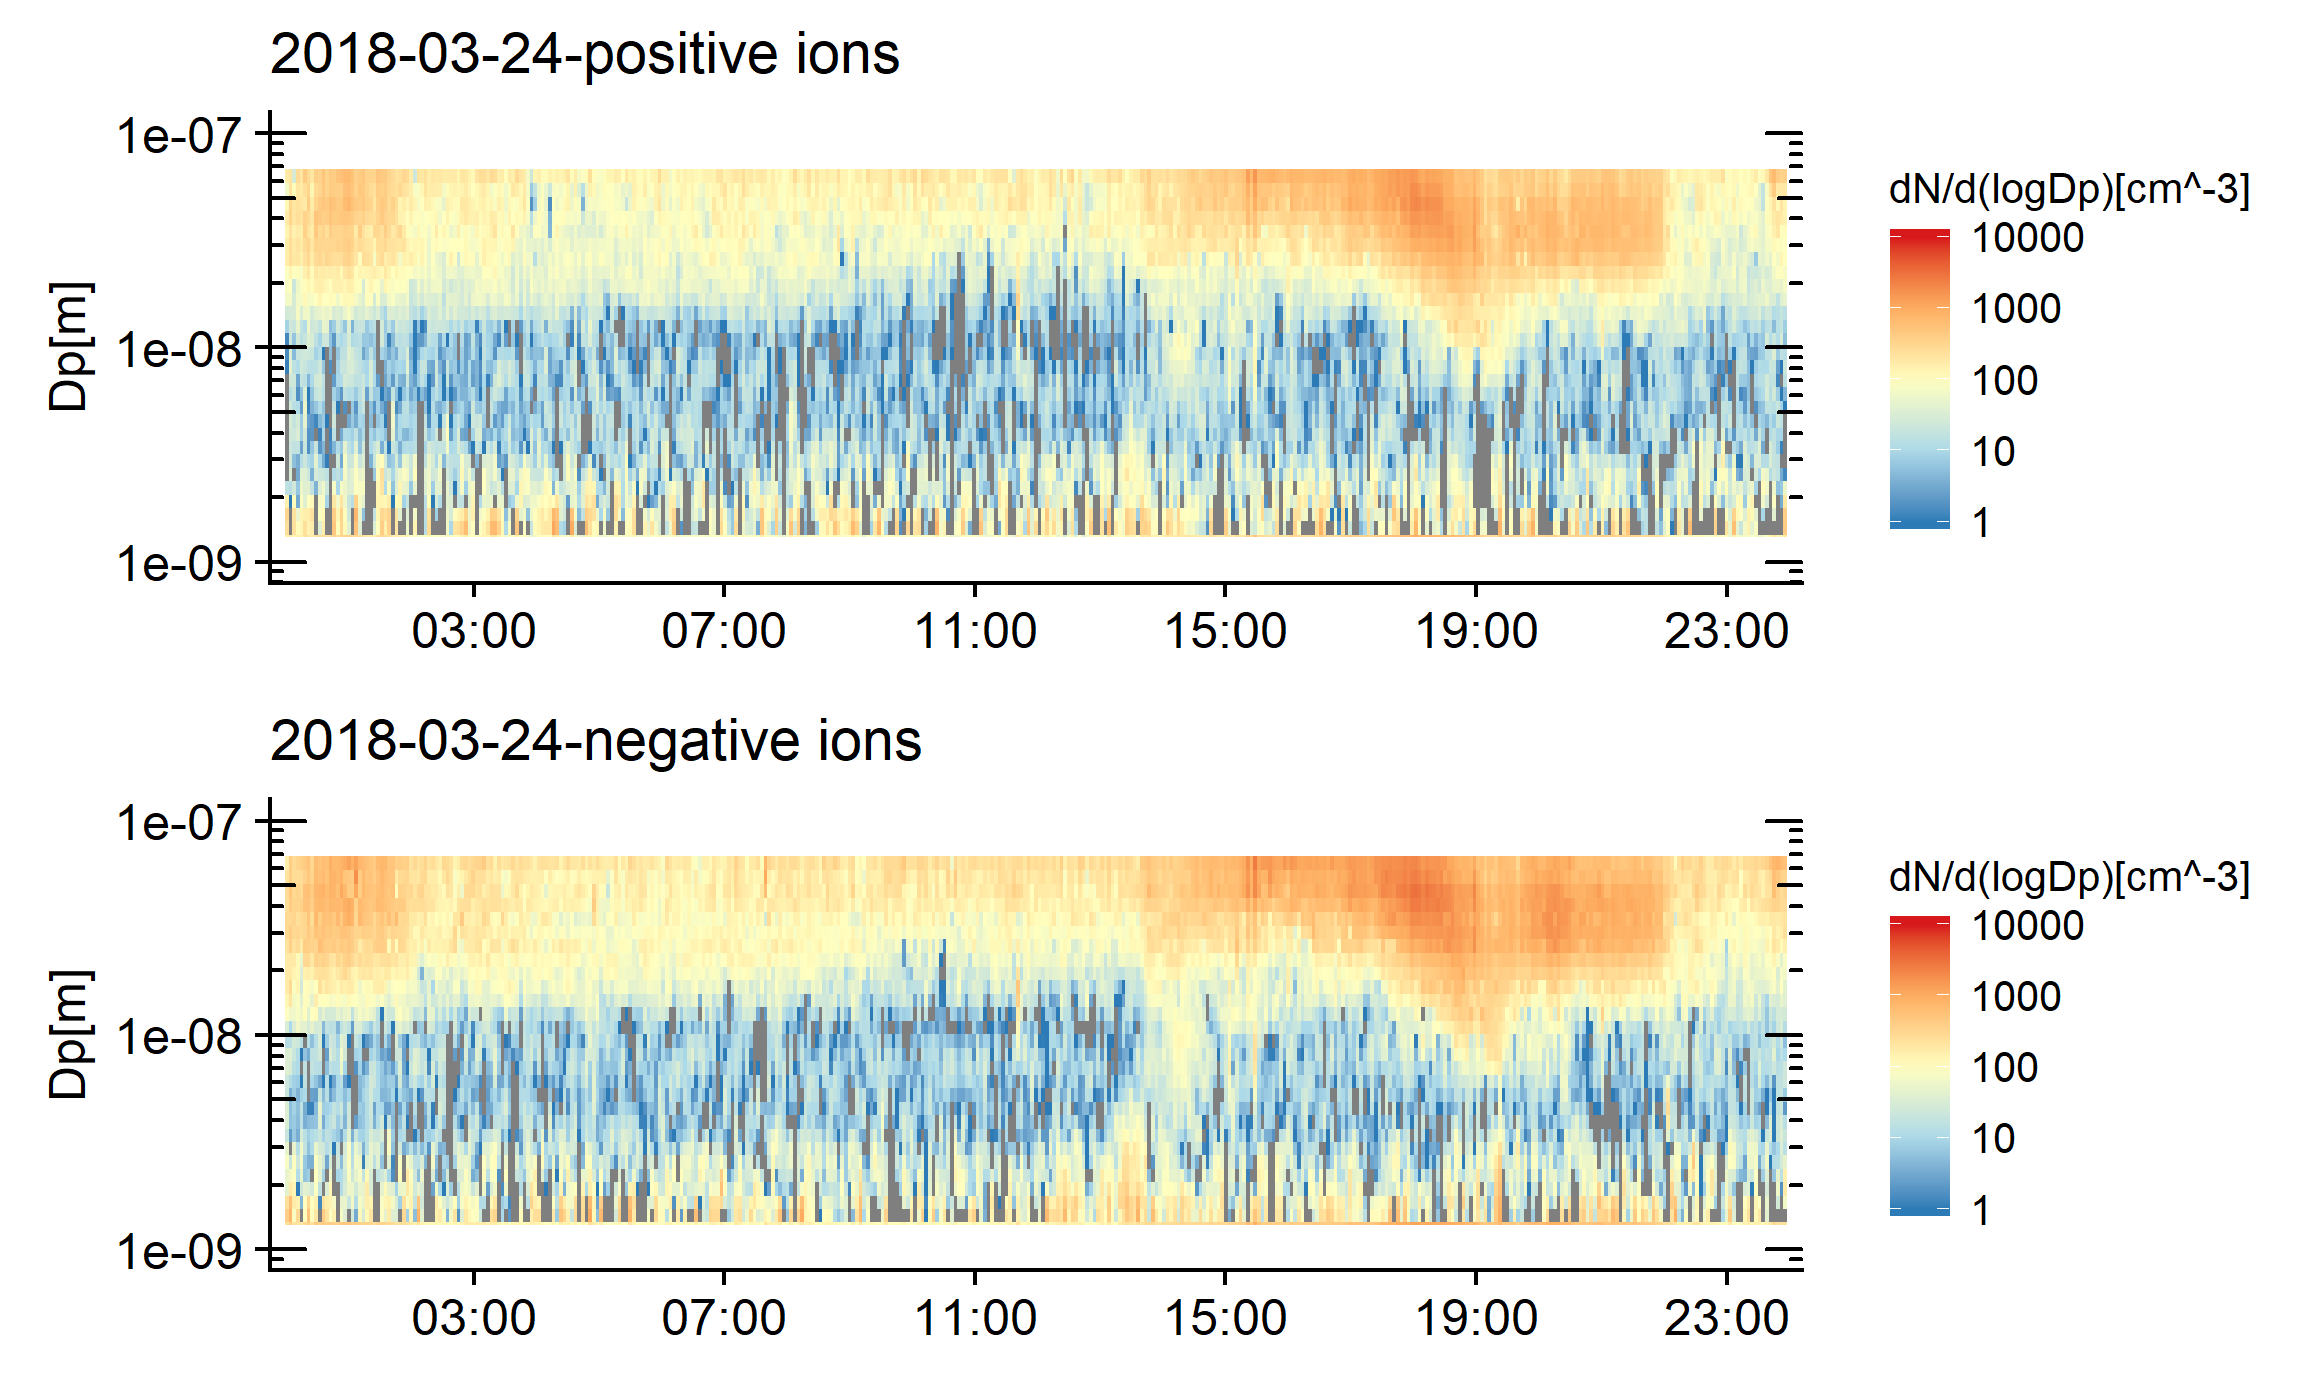 2018-03-24-positive ions
1e-07
1e-08
1e-09
Dp[m]
03:00 07:00 11:00 15:00 19:00 23:00
dN/d(logDp)[cm^-3]
10000
1000
100
10
1
2018-03-24-negative ions
1e-07
1e-08
1e-09
Dp[m]
03:00 07:00 11:00 15:00 19:00 23:00
dN/d(logDp)[cm^-3]
10000
1000
100
10
1